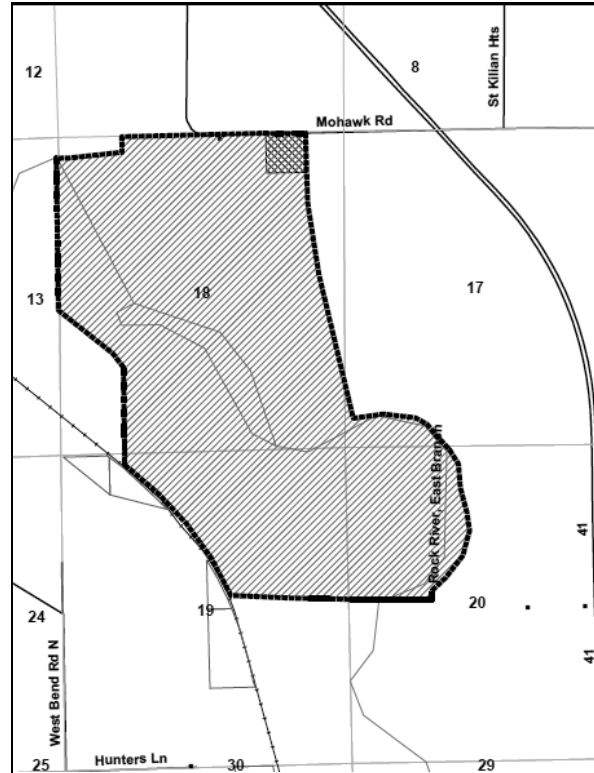 12
8
St Kilian Hts
Mohawk Rd
18
13
17
Rock River, East Branch
41
24
19
20
41
West Bend Rd N
25
Hunters Ln
30
29